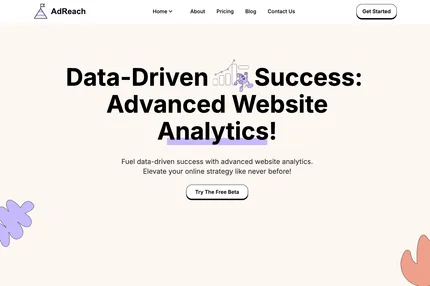 AdReach
Home
About
Pricing
Blog
Contact Us
Get Started
Data-Driven Success:
Advanced Website
Analytics!
Fuel data-driven success with advanced website analytics.
Elevate your online strategy like never before!
Try The Free Beta